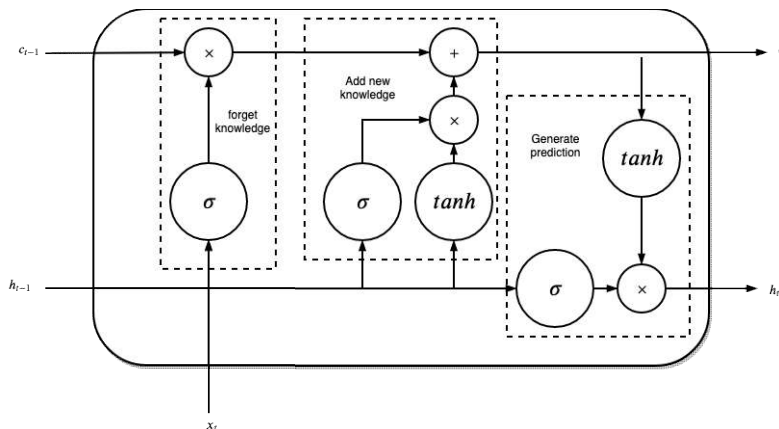 c_{t-1}
×
+
Add new
knowledge
forget
knowledge
×
Generate
prediction
tanh
σ
σ
tanh
h_{t-1}
σ
×
h_t
x_t